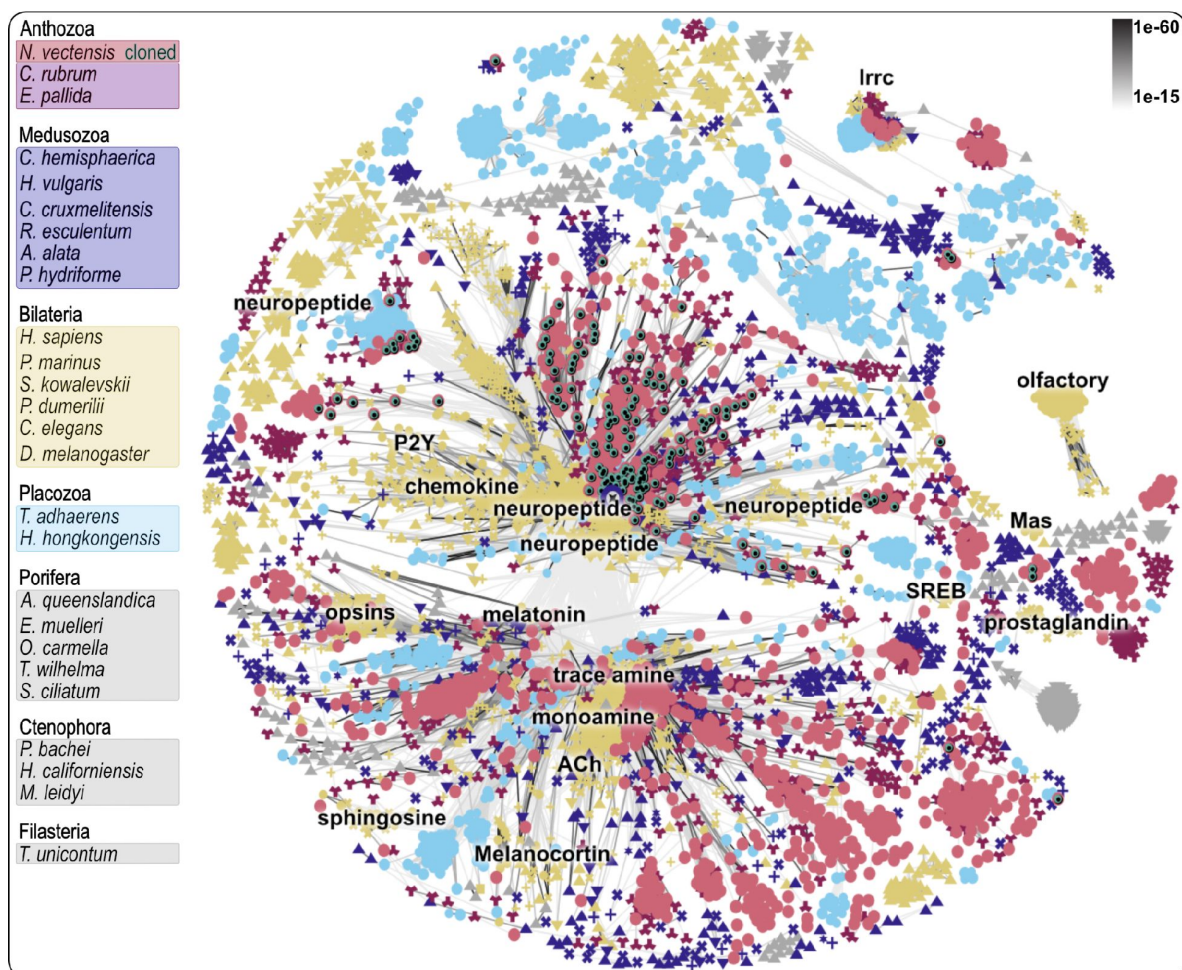 Anthozoa
N. vectensis cloned
C. rubrum
E. pallida
Medusozoa
C. hemisphaerica
H. vulgaris
C. cruxmelitensis
R. esculentum
A. alata
P. hydriforme
Bilateria
H. sapiens
P. marinus
S. kowalevskii
P. dumerilii
C. elegans
D. melanogaster
Placozoa
T. adhaerens
H. hongkongensis
Porifera
A. queenslandica
E. muelleri
O. carmella
T. wilhelma
S. ciliatum
Ctenophora
P. bachei
H. californiensis
M. leidyi
Filasteria
T. unicontum
1e-60
1e-15
lrrc
neuropeptide
olfactory
P2Y
chemokine
neuropeptide
neuropeptide
neuropeptide
Mas
SREB
prostaglandin
opsins
melatonin
trace amine
monoamine
ACh
sphingosine
Melanocortin